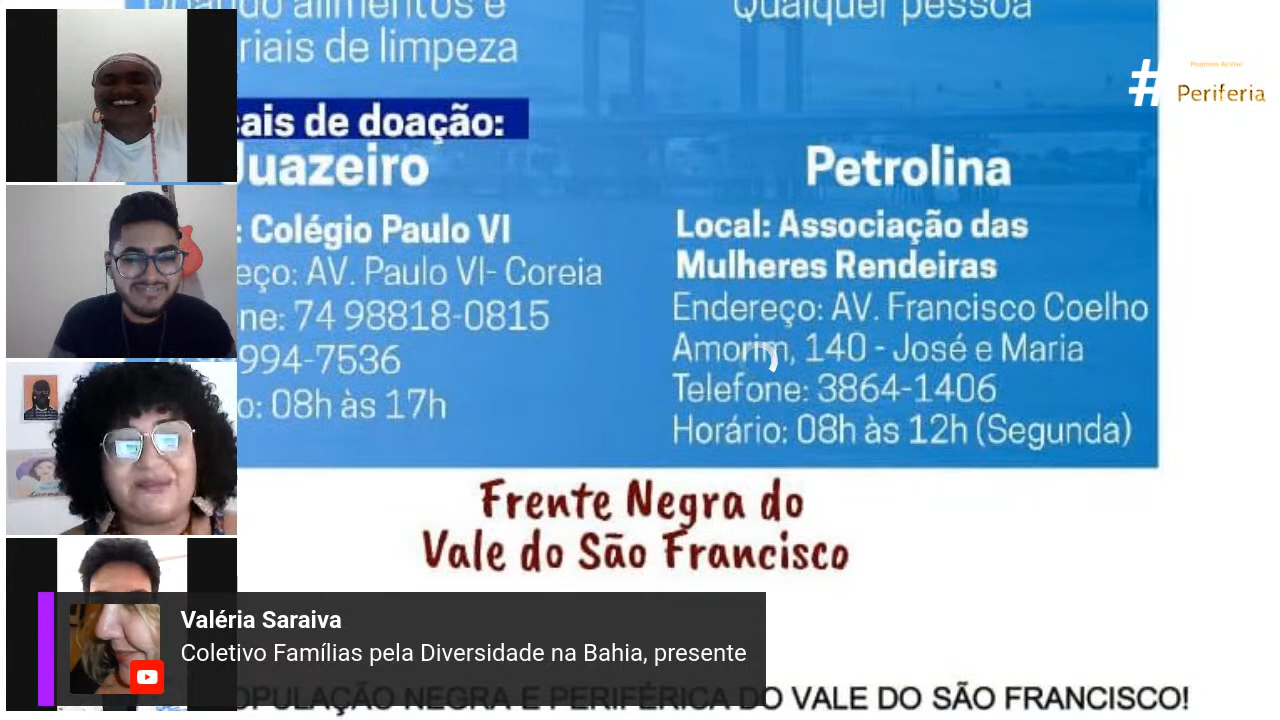 Doando alimentos e
riais de limpeza
Qualquer pessoa
cais de doação:
Juazeiro
: Colégio Paulo VI
eço: AV. Paulo VI- Coreia
ne: 74 98818-0815
994-7536
o: 08h às 17h
Petrolina
Local: Associação das
Mulheres Rendeiras
Endereço: AV. Francisco Coelho
Amorim, 140 - José e Maria
Telefone: 3864-1406
Horário: 08h às 12h (Segunda)
# Periferia
Frente Negra do
Vale do São Francisco
Valéria Saraiva
Coletivo Famílias pela Diversidade na Bahia, presente
OPULAÇÃO NEGRA E PERIFÉRICA DO VALE DO SÃO FRANCISCO!